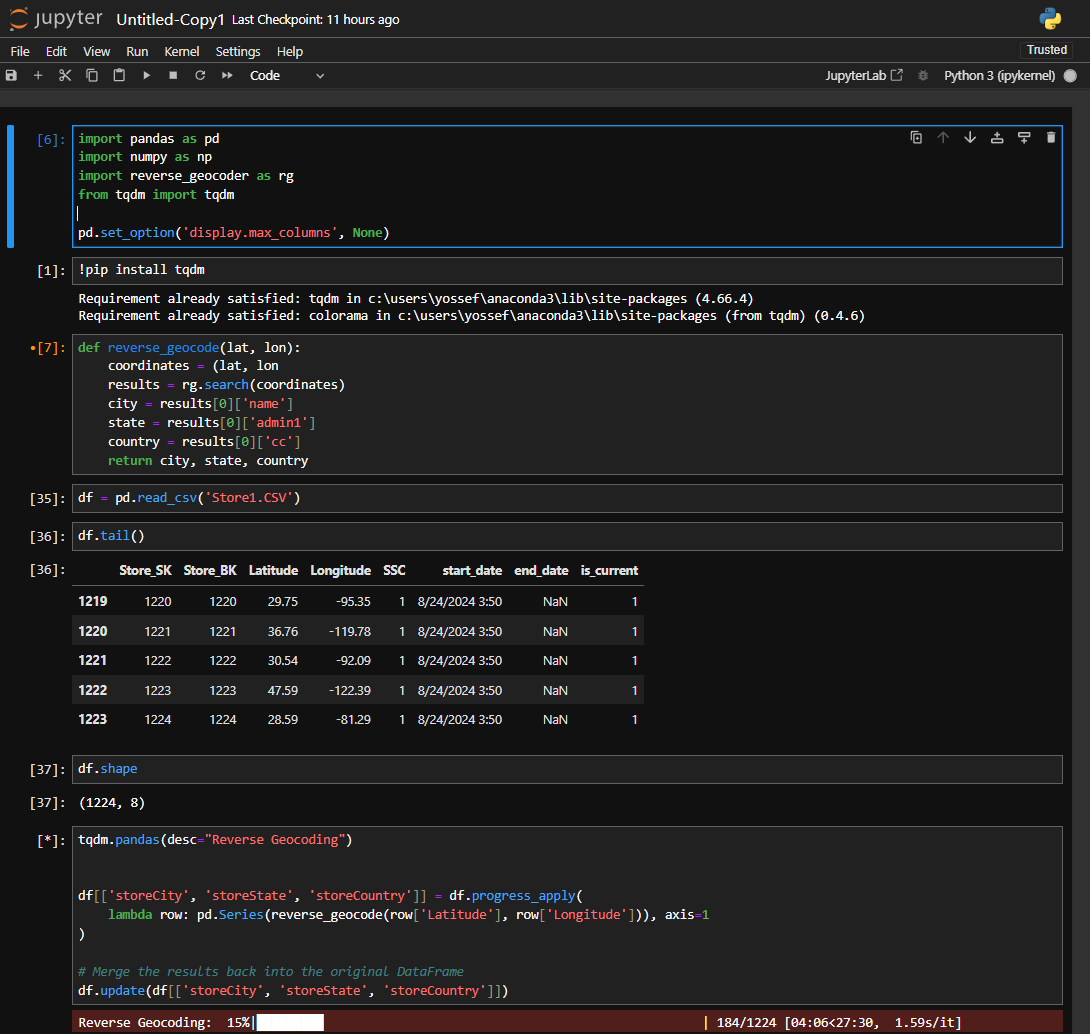 jupyter Untitled-Copy1 Last Checkpoint: 11 hours ago
File Edit View Run Kernel Settings Help Trusted
Code JupyterLab Python 3 (ipykernel)
[6]: import pandas as pd
import numpy as np
import reverse_geocoder as rg
from tqdm import tqdm
pd.set_option('display.max_columns', None)
[1]: !pip install tqdm
Requirement already satisfied: tqdm in c:\users\yossef\anaconda3\lib\site-packages (4.66.4)
Requirement already satisfied: colorama in c:\users\yossef\anaconda3\lib\site-packages (from tqdm) (0.4.6)
•[7]: def reverse_geocode(lat, lon):
    coordinates = (lat, lon
    results = rg.search(coordinates)
    city = results[0]['name']
    state = results[0]['admin1']
    country = results[0]['cc']
    return city, state, country
[35]: df = pd.read_csv('Store1.CSV')
[36]: df.tail()
[36]: Store_SK Store_BK Latitude Longitude SSC start_date end_date is_current
1219 1220 1220 29.75 -95.35 1 8/24/2024 3:50 NaN 1
1220 1221 1221 36.76 -119.78 1 8/24/2024 3:50 NaN 1
1221 1222 1222 30.54 -92.09 1 8/24/2024 3:50 NaN 1
1222 1223 1223 47.59 -122.39 1 8/24/2024 3:50 NaN 1
1223 1224 1224 28.59 -81.29 1 8/24/2024 3:50 NaN 1
[37]: df.shape
[37]: (1224, 8)
[*]: tqdm.pandas(desc="Reverse Geocoding")
df[['storeCity', 'storeState', 'storeCountry']] = df.progress_apply(
    lambda row: pd.Series(reverse_geocode(row['Latitude'], row['Longitude'])), axis=1
)
# Merge the results back into the original DataFrame
df.update(df[['storeCity', 'storeState', 'storeCountry']])
Reverse Geocoding:  15%| | 184/1224 [04:06<27:30,  1.59s/it]